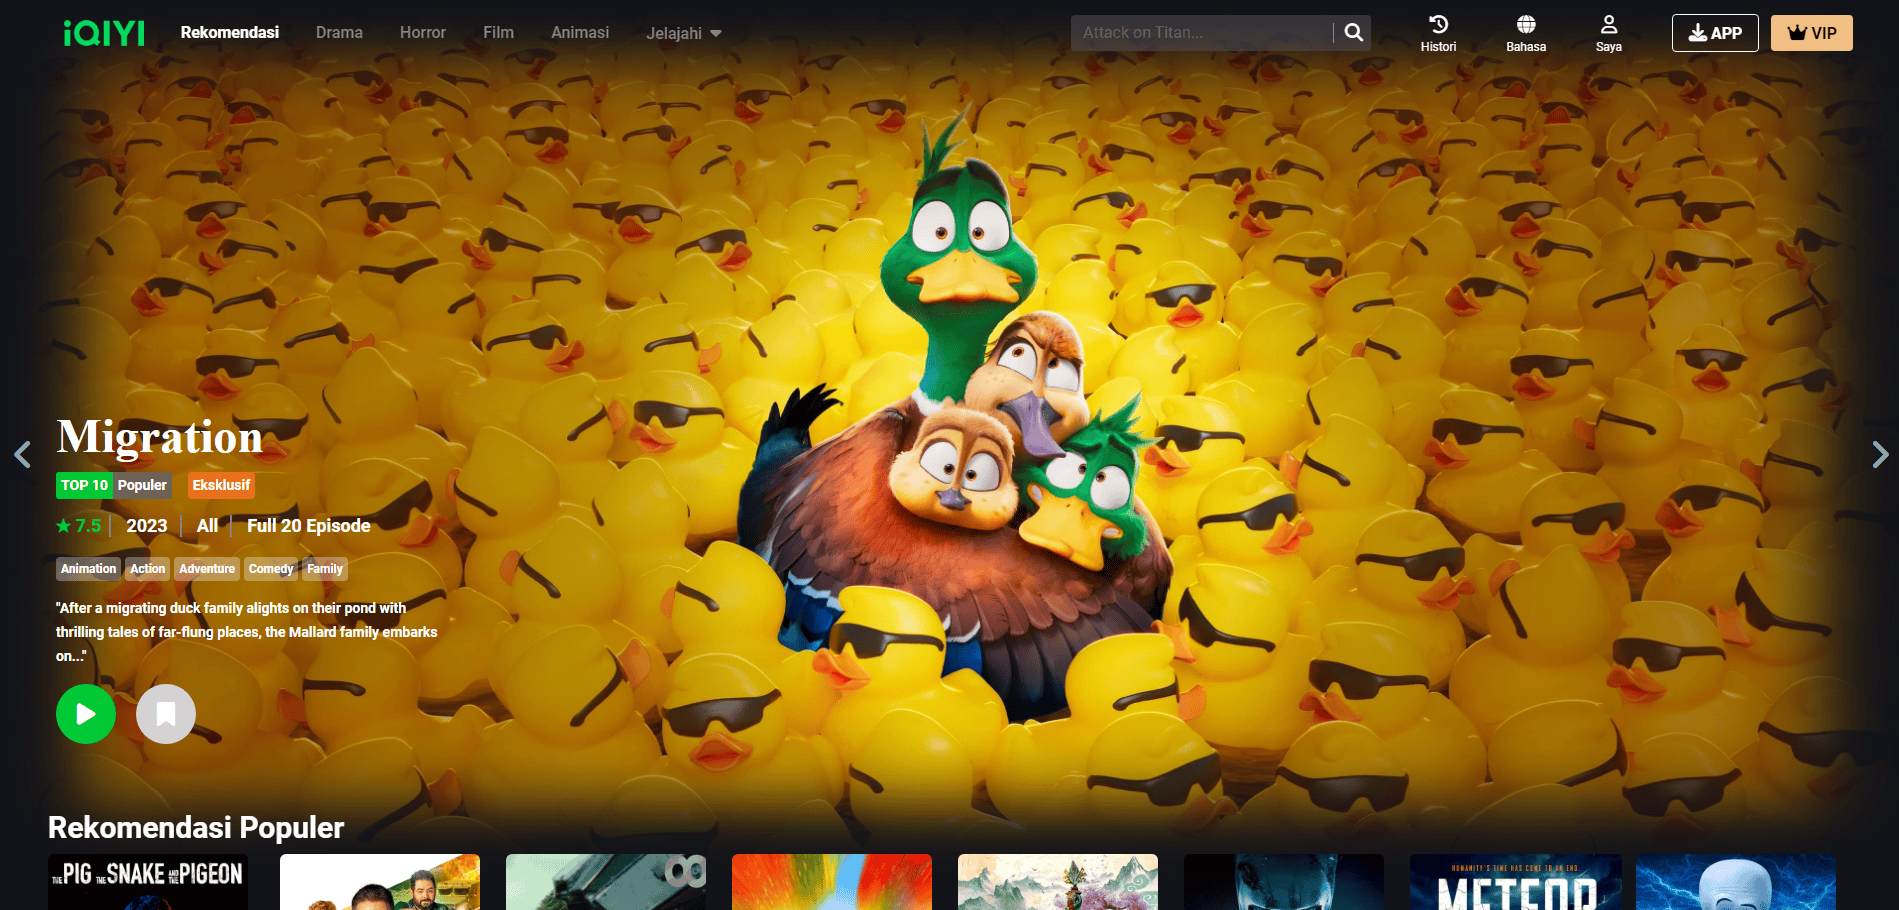 iQIYI
Rekomendasi
Drama
Horror
Film
Animasi
Jelajahi
Attack on Titan...
Histori
Bahasa
Saya
APP
VIP
Migration
TOP 10 Populer Eksklusif
7.5 2023 All Full 20 Episode
Animation Action Adventure Comedy Family
"After a migrating duck family alights on their pond with
thrilling tales of far-flung places, the Mallard family embarks
on..."
Rekomendasi Populer
THE PIG THE SNAKE AND THE PIGEON
HUMANITY'S TIME HAS COME TO AN END.
METEOR